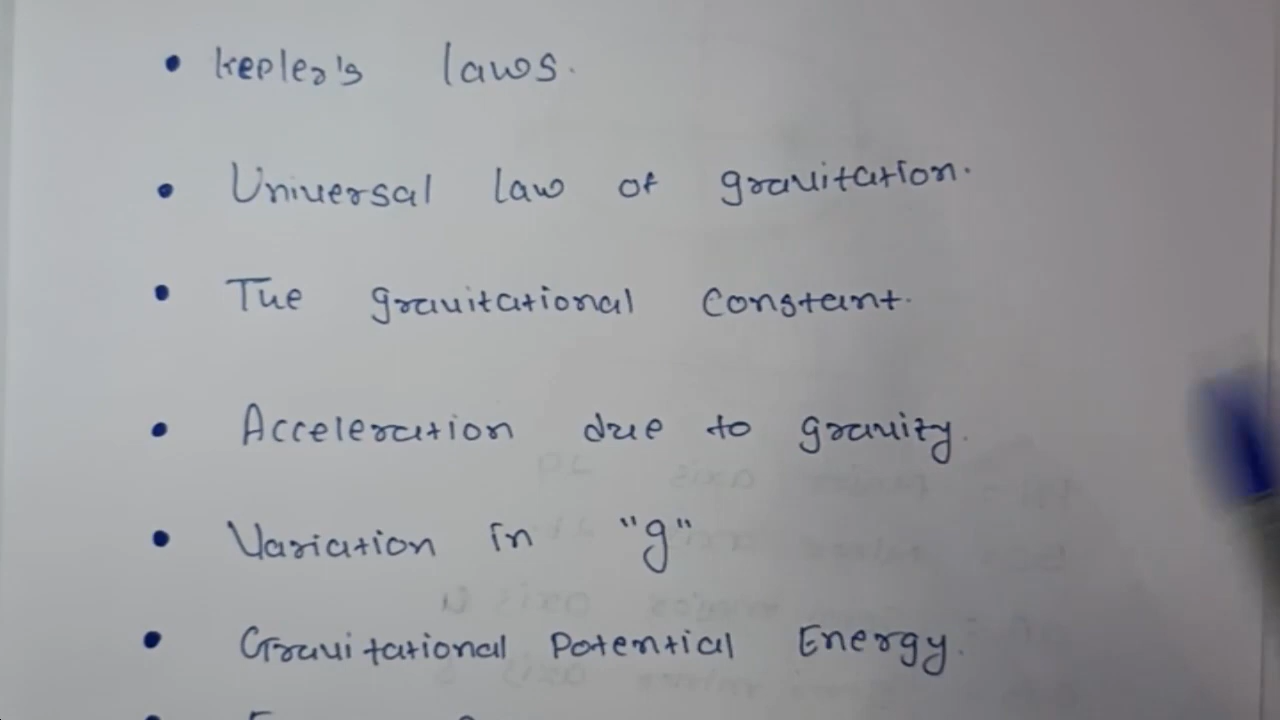 • Kepler's laws.
• Universal law of gravitation.
• The gravitational constant.
• Acceleration due to gravity.
• Variation in "g"
• Gravitational Potential Energy.